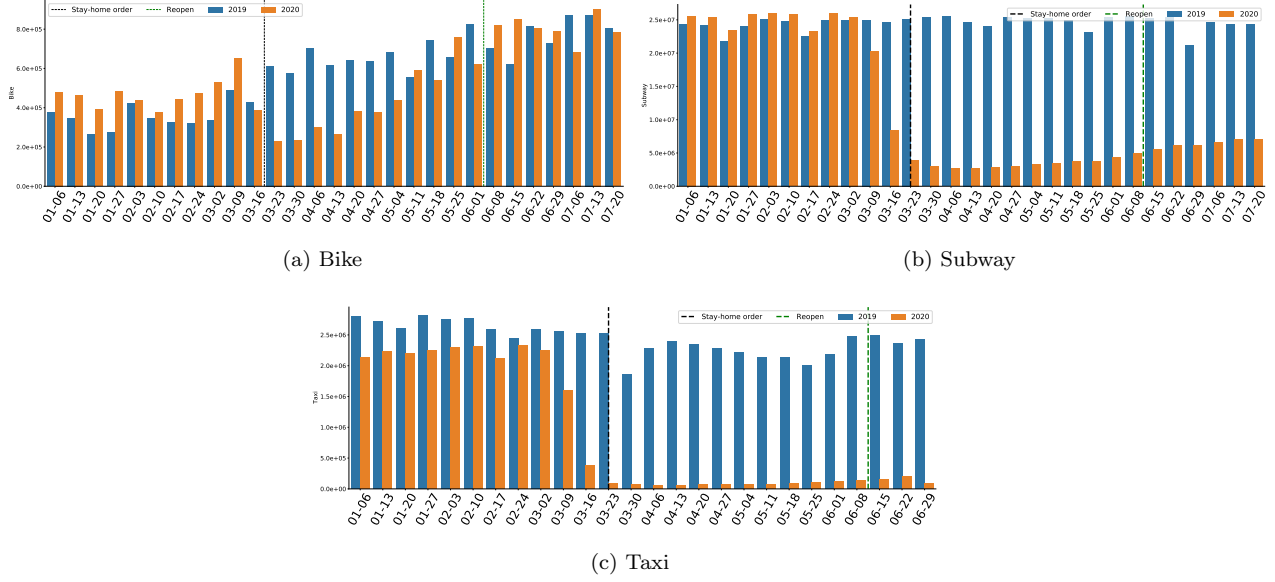 Stay-home order Reopen 2019 2020
Bike
8.0e+05
6.0e+05
4.0e+05
2.0e+05
0.0e+00
01-06 01-13 01-20 01-27 02-03 02-10 02-17 02-24 03-02 03-09 03-16 03-23 03-30 04-06 04-13 04-20 04-27 05-04 05-11 05-18 05-25 06-01 06-08 06-15 06-22 06-29 07-06 07-13 07-20
(a) Bike
Stay-home order Reopen 2019 2020
Subway
2.5e+07
2.0e+07
1.5e+07
1.0e+07
5.0e+06
0.0e+00
01-06 01-13 01-20 01-27 02-03 02-10 02-17 02-24 03-02 03-09 03-16 03-23 03-30 04-06 04-13 04-20 04-27 05-04 05-11 05-18 05-25 06-01 06-08 06-15 06-22 06-29 07-06 07-13 07-20
(b) Subway
Stay-home order Reopen 2019 2020
Taxi
2.5e+06
2.0e+06
1.5e+06
1.0e+06
5.0e+05
0.0e+00
01-06 01-13 01-20 01-27 02-03 02-10 02-17 02-24 03-02 03-09 03-16 03-23 03-30 04-06 04-13 04-20 04-27 05-04 05-11 05-18 05-25 06-01 06-08 06-15 06-22 06-29
(c) Taxi